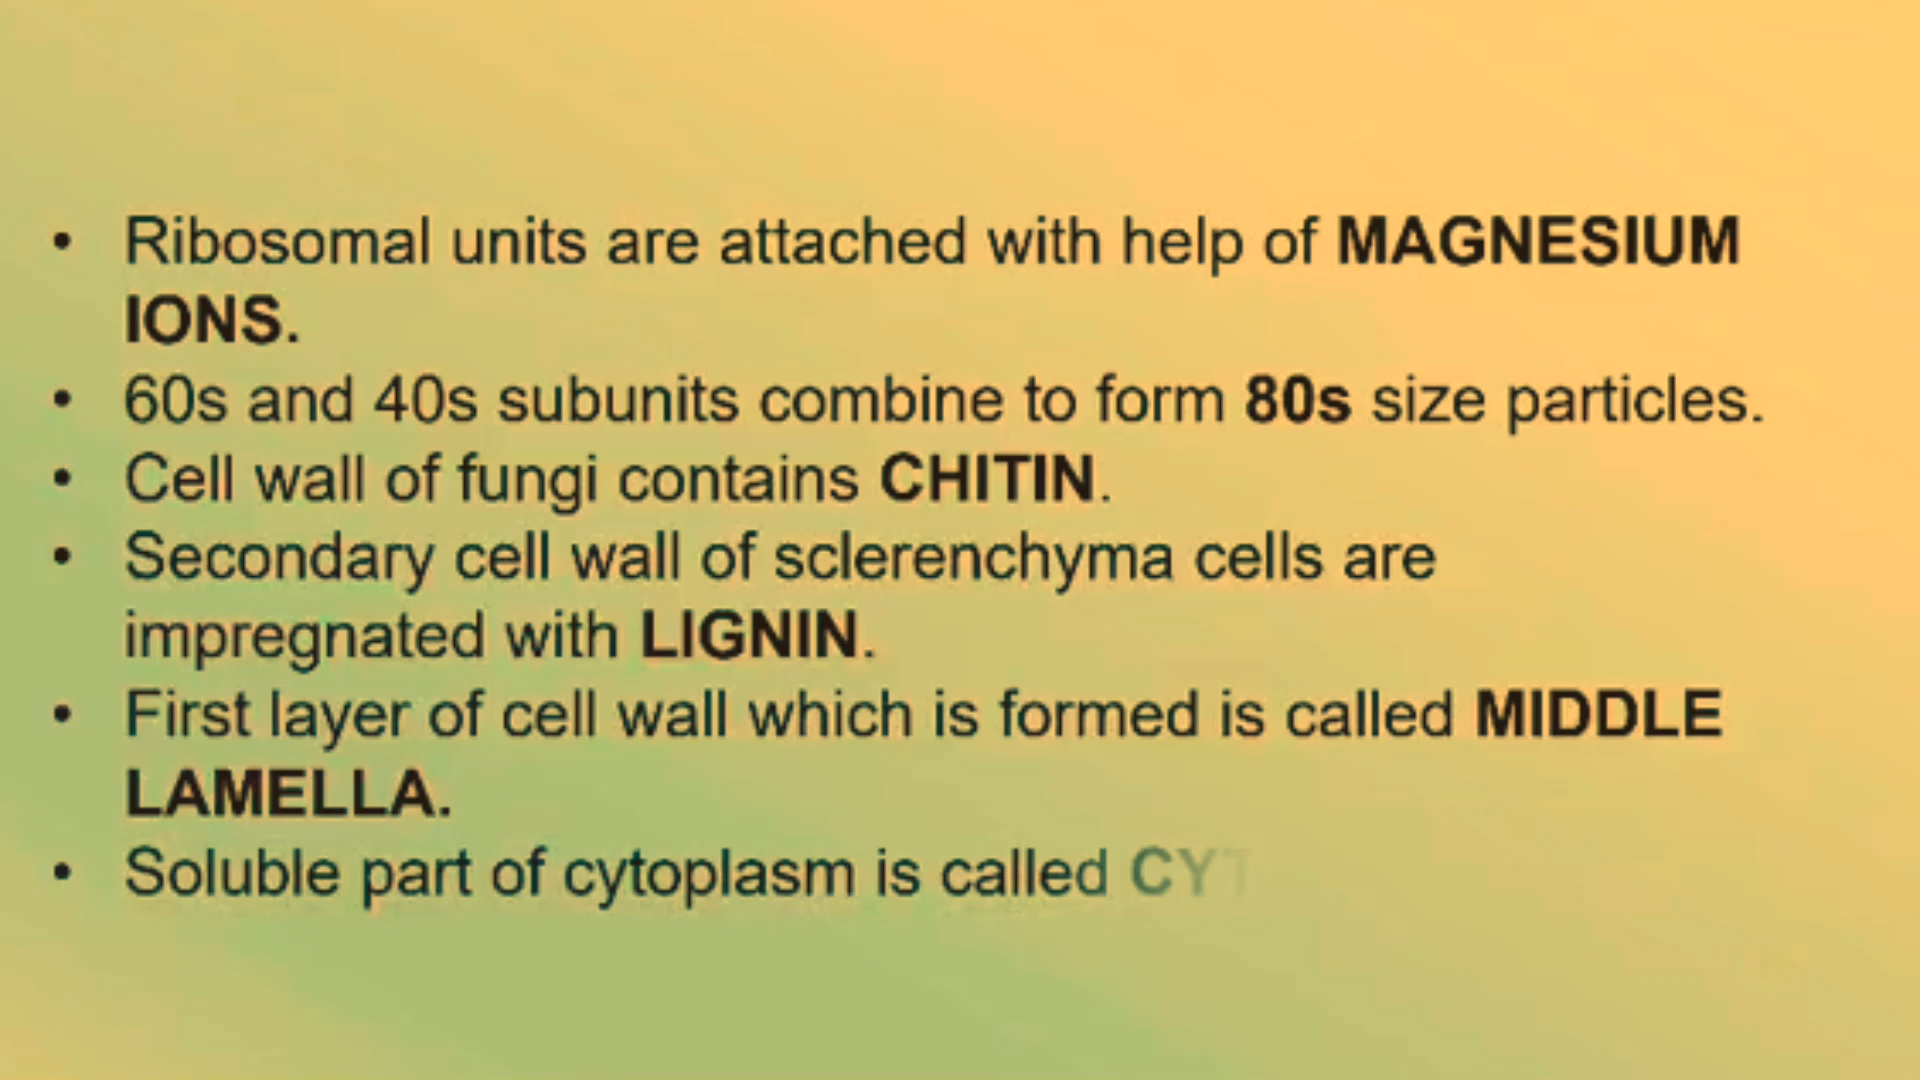 • Ribosomal units are attached with help of MAGNESIUM
IONS.
• 60s and 40s subunits combine to form 80s size particles.
• Cell wall of fungi contains CHITIN.
• Secondary cell wall of sclerenchyma cells are
impregnated with LIGNIN.
• First layer of cell wall which is formed is called MIDDLE
LAMELLA.
• Soluble part of cytoplasm is called CYT